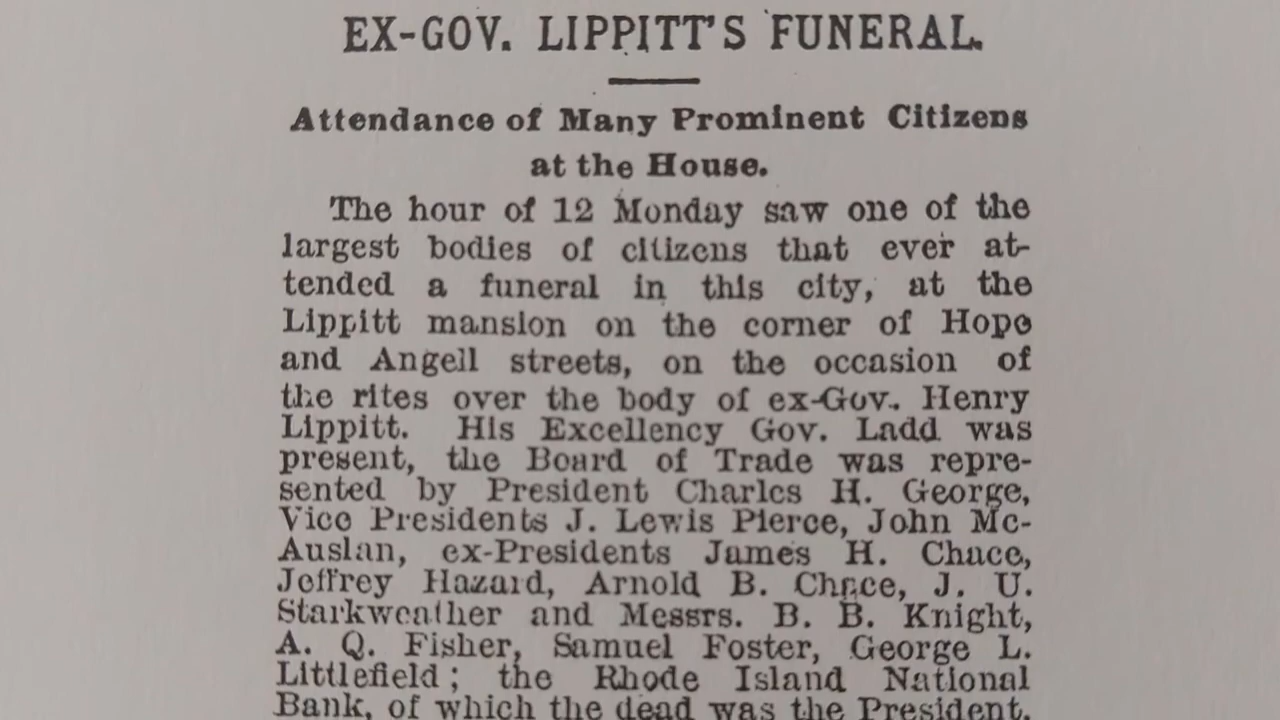 EX-GOV. LIPPITT'S FUNERAL.
Attendance of Many Prominent Citizens
at the House.
The hour of 12 Monday saw one of the
largest bodies of citizens that ever at-
tended a funeral in this city, at the
Lippitt mansion on the corner of Hope
and Angell streets, on the occasion of
the rites over the body of ex-Gov. Henry
Lippitt. His Excellency Gov. Ladd was
present, the Board of Trade was repre-
sented by President Charles H. George,
Vice Presidents J. Lewis Pierce, John Mc-
Auslan, ex-Presidents James H. Chace,
Jeffrey Hazard, Arnold B. Chace, J. U.
Starkweather and Messrs. B. B. Knight,
A. Q. Fisher, Samuel Foster, George L.
Littlefield; the Rhode Island National
Bank, of which the dead was the President,